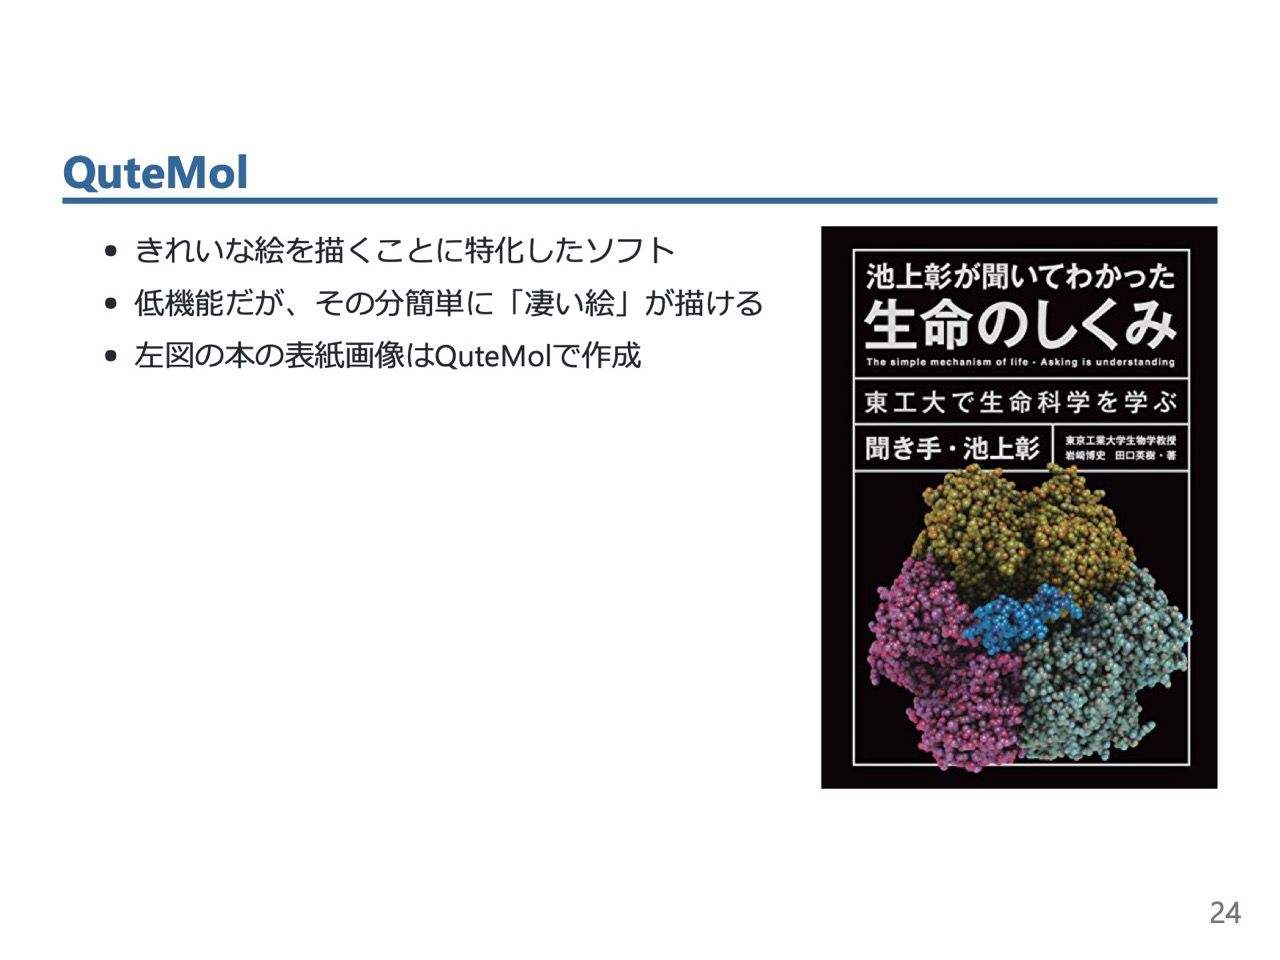 QuteMol
• きれいな絵を描くことに特化したソフト
• 低機能だが、その分簡単に「凄い絵」が描ける
• 左図の本の表紙画像はQuteMolで作成
池上彰が聞いてわかった
生命のしくみ
The simple mechanism of life - Asking is understanding
東工大で生命科学を学ぶ
聞き手・池上彰
東京工業大学生物学教授
岩﨑博史 田口英樹・著
24